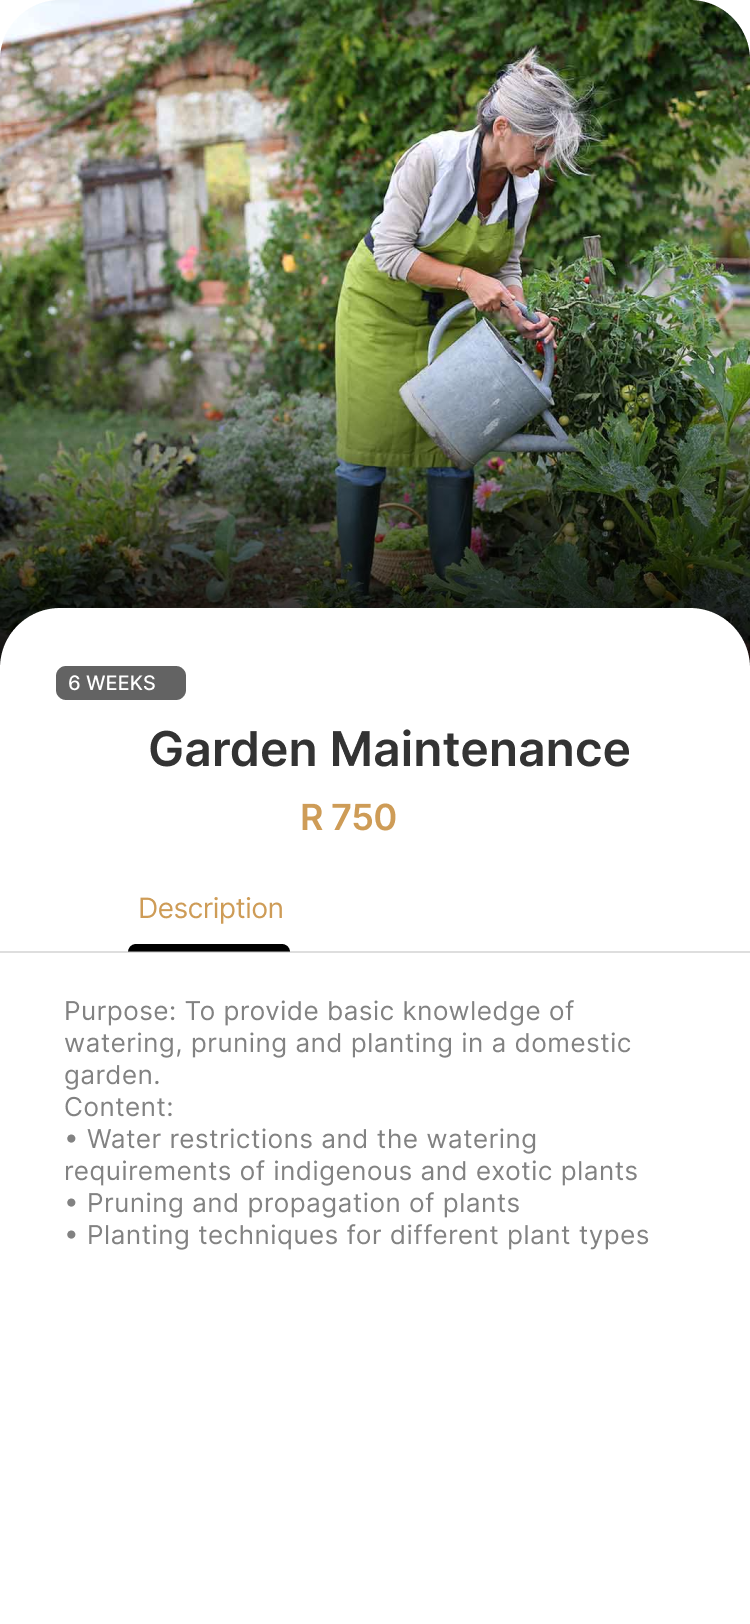 6 WEEKS
Garden Maintenance
R 750
Description
Purpose: To provide basic knowledge of
watering, pruning and planting in a domestic
garden.
Content:
• Water restrictions and the watering
requirements of indigenous and exotic plants
• Pruning and propagation of plants
• Planting techniques for different plant types